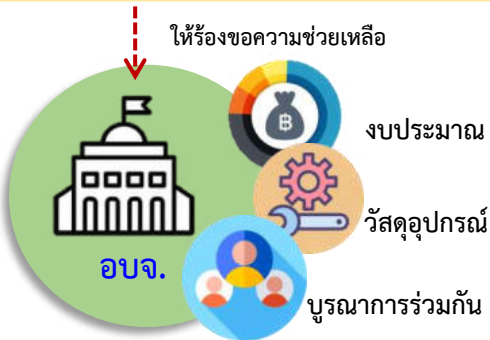 ให้ร้องขอความช่วยเหลือ
B
งบประมาณ
วัสดุอุปกรณ์
อบจ.
บูรณาการร่วมกัน